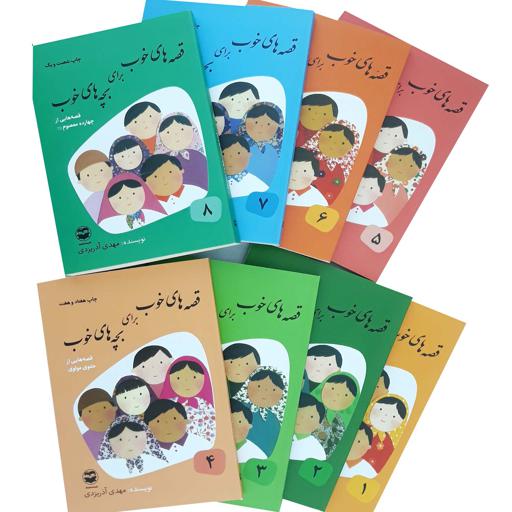 چاپ شصت و یک
قصه های خوب
برای
بچه های خوب
قصه‌هایی از
چهارده معصوم (ع)
۸
نویسنده: مهدی آذریزدی
قصه های خوب
برای
۷
قصه های خوب
برای
۶
قصه های خوب
۵
چاپ هفتاد و هفت
قصه های خوب
برای
بچه های خوب
قصه‌هایی از
مثنوی مولوی
۴
نویسنده: مهدی آذریزدی
قصه های خوب
برای
۳
قصه های خوب
برای
۲
قصه های خوب
۱